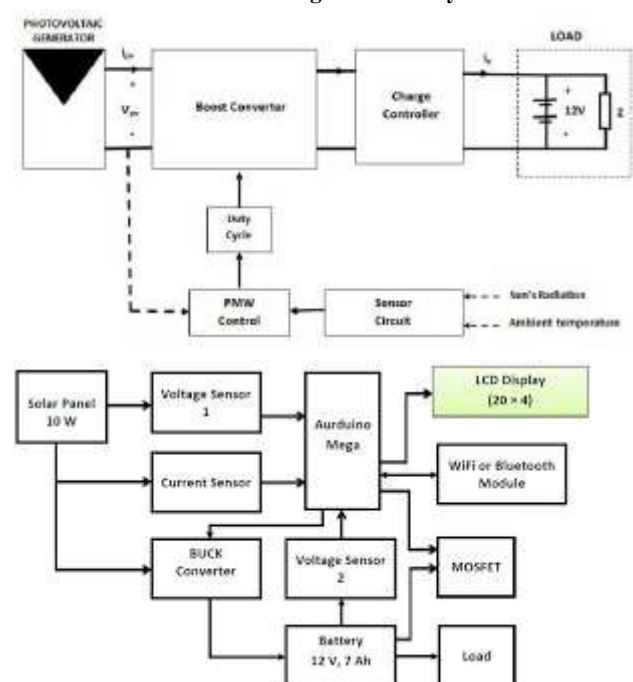 PHOTOVOLTAIC
GENERATOR
LOAD
Boost Converter
Charge
Controller
12V
+
-
+
-
Duty
Cycle
PMW
Control
Sensor
Circuit
Sun's Radiation
Ambient temperature
Solar Panel
10 W
Voltage Sensor
1
Aurduino
Mega
LCD Display
(20 × 4)
Current Sensor
WiFi or Bluetooth
Module
BUCK
Converter
Voltage Sensor
2
MOSFET
Battery
12 V, 7 Ah
Load